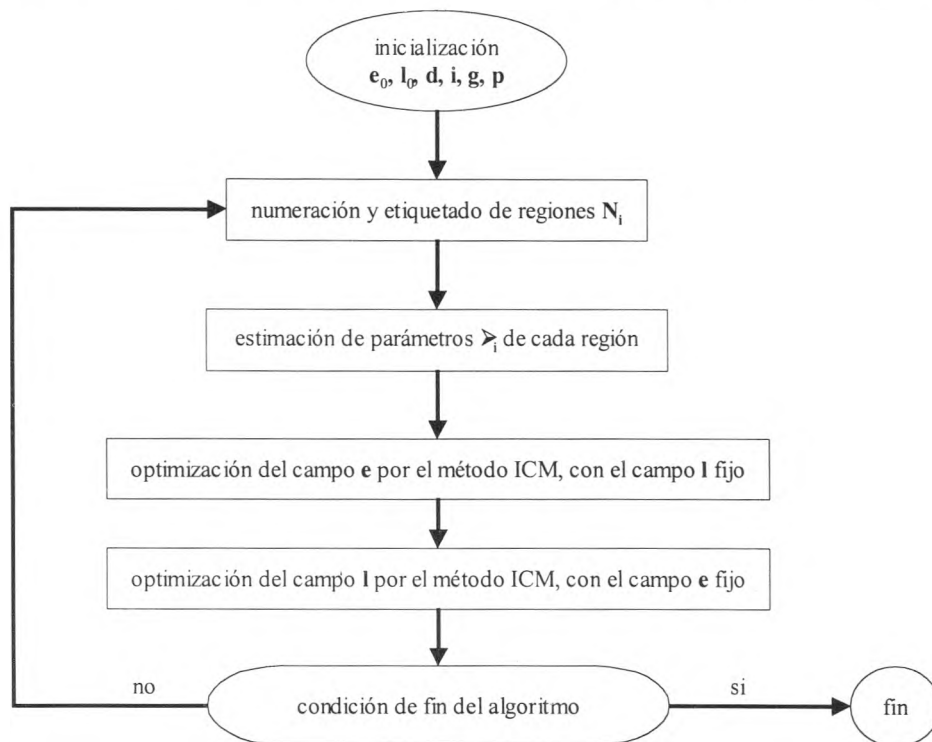 inicialización
e₀, l₀, d, i, g, p
numeración y etiquetado de regiones Nᵢ
estimación de parámetros ➢ᵢ de cada región
optimización del campo e por el método ICM, con el campo l fijo
optimización del campo l por el método ICM, con el campo e fijo
no
condición de fin del algoritmo
si
fin